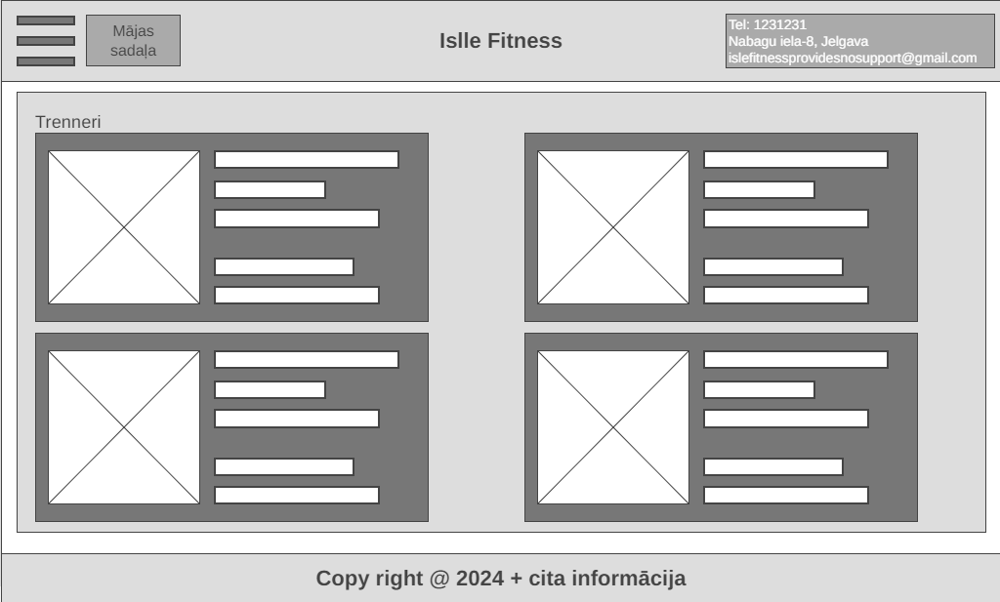 Mājas
sadaļa
Islle Fitness
Tel: 1231231
Nabagu iela-8, Jelgava
islefitnessprovidesnosupport@gmail.com
Trenneri
Copy right @ 2024 + cita informācija